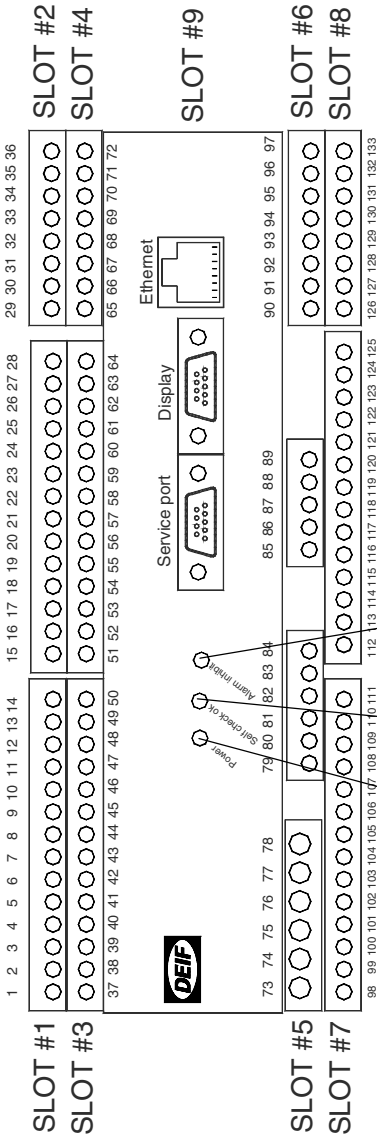 1 2 3 4 5 6 7 8 9 10 11 12 13 14 15 16 17 18 19 20 21 22 23 24 25 26 27 28 29 30 31 32 33 34 35 36
SLOT #1 SLOT #2
SLOT #3 SLOT #4
37 38 39 40 41 42 43 44 45 46 47 48 49 50 51 52 53 54 55 56 57 58 59 60 61 62 63 64 65 66 67 68 69 70 71 72
Service port Display Ethernet
DEIF
Power
Self check ok
Alarm inhibit
SLOT #9
73 74 75 76 77 78 79 80 81 82 83 84 85 86 87 88 89 90 91 92 93 94 95 96 97
SLOT #5 SLOT #6
SLOT #7 SLOT #8
98 99 100 101 102 103 104 105 106 107 108 109 110 111 112 113 114 115 116 117 118 119 120 121 122 123 124 125 126 127 128 129 130 131 132 133